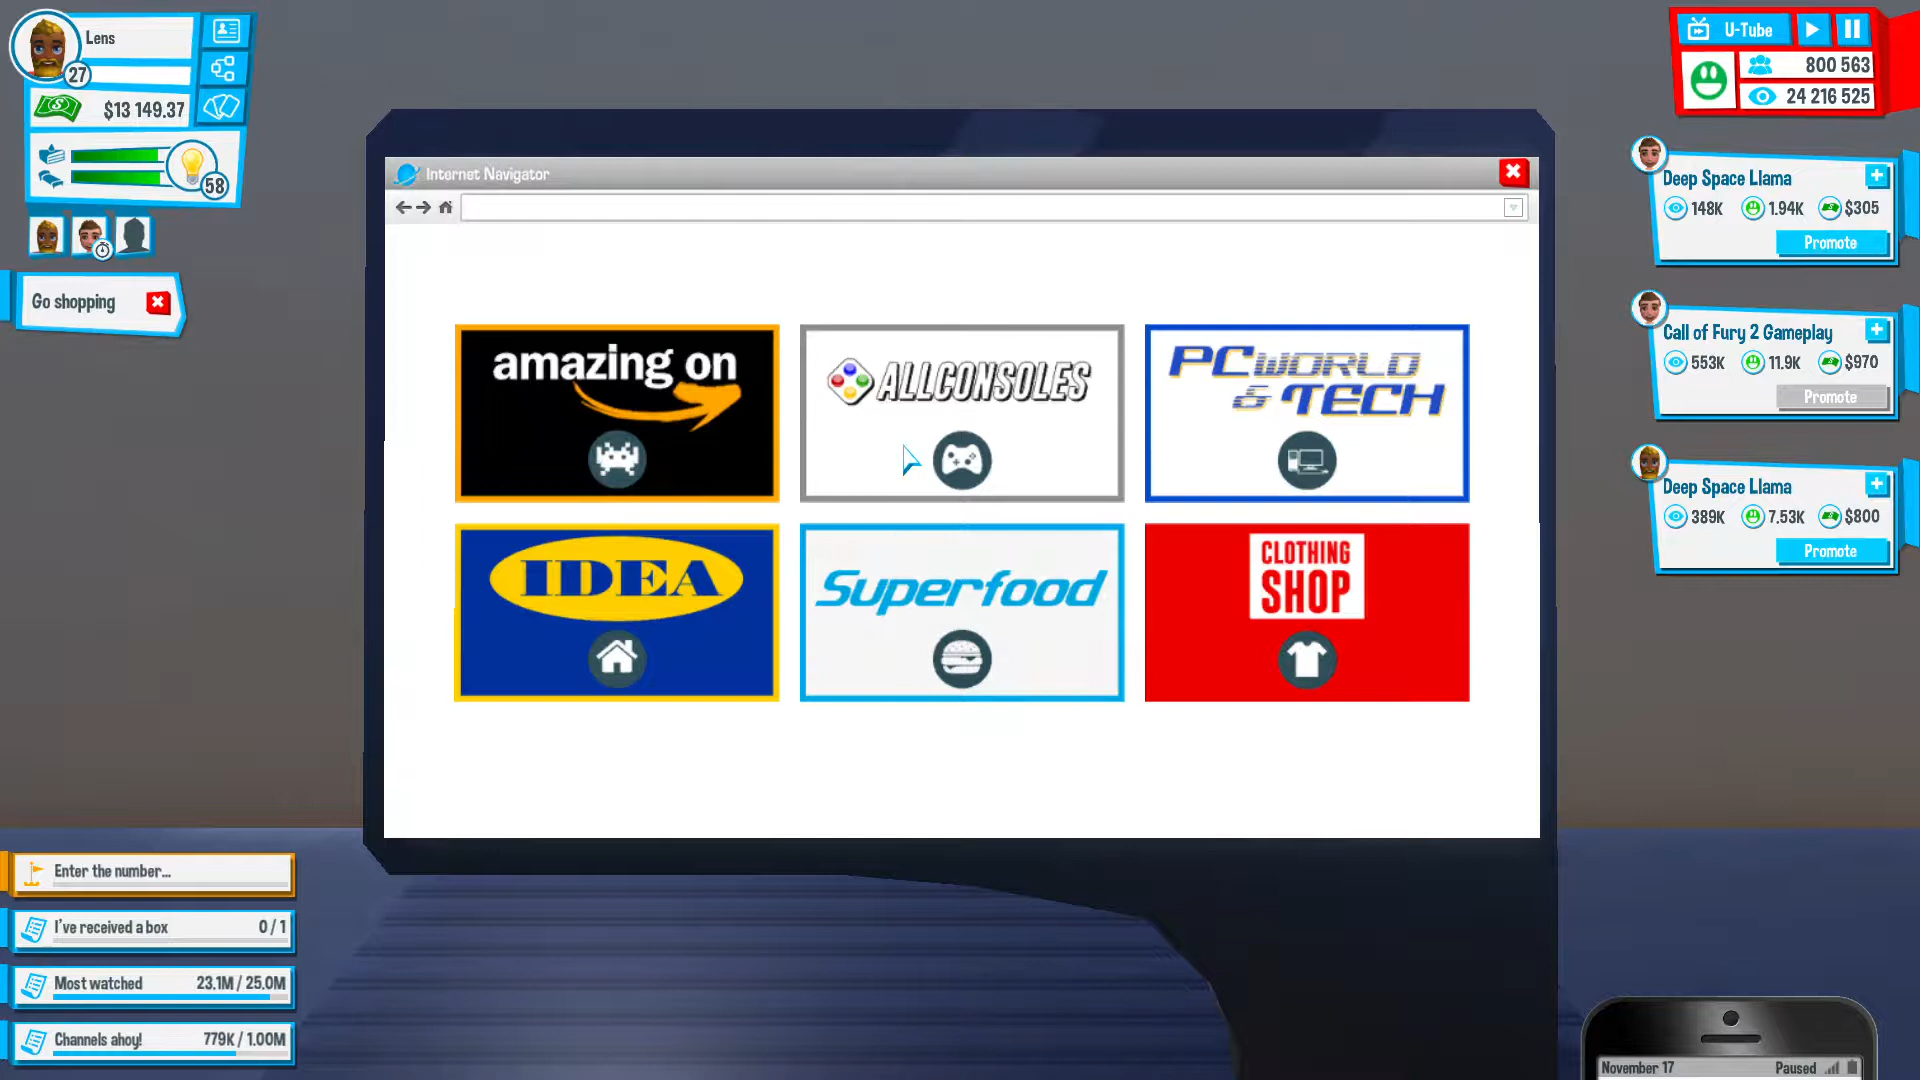 Lens
27
$13 149.37
58
Go shopping
Enter the number...
I've received a box 0 / 1
Most watched 23.1M / 25.0M
Channels ahoy! 779K / 1.00M
Internet Navigator
amazing on
ALLCONSOLES
PC WORLD
& TECH
IDEA
Superfood
CLOTHING
SHOP
U-Tube
800 563
24 216 525
Deep Space Llama
148K 1.94K $305
Promote
Call of Fury 2 Gameplay
553K 11.9K $970
Promote
Deep Space Llama
389K 7.53K $800
Promote
November 17 Paused